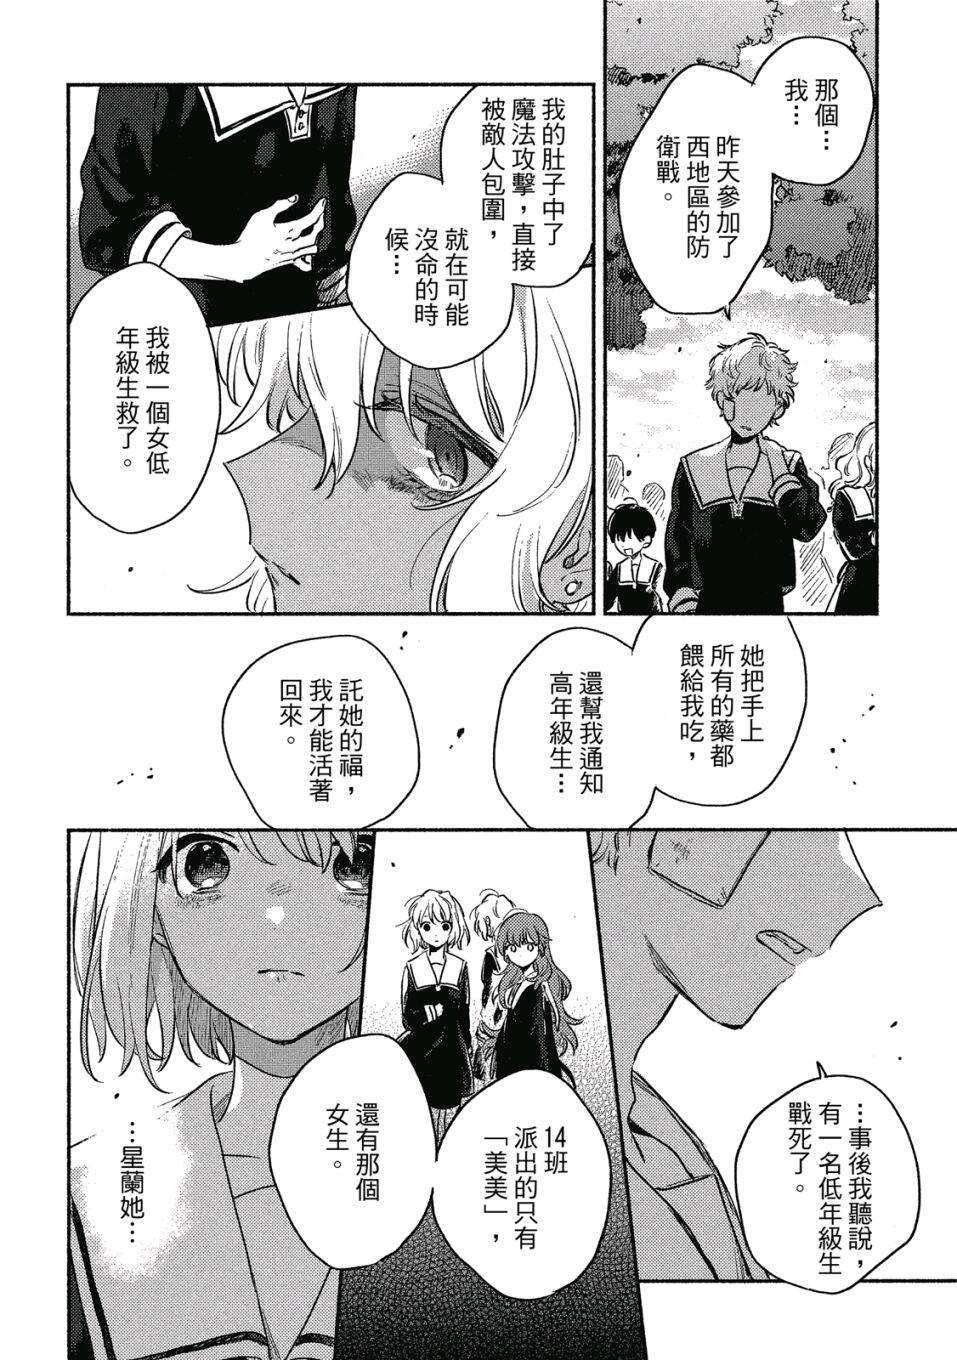 那個…
我…
昨天參加了
西地區的防
衛戰。
我的肚子中了
魔法攻擊，直接
被敵人包圍，
就在可能
沒命的時
候…
我被一個女低
年級生救了。
她把手上
所有的藥都
餵給我吃，
還幫我通知
高年級生…
託她的福，
我才能活著
回來。
…事後我聽說，
有一名低年級生
戰死了。
14班
派出的只有
「美美」，
還有那個
女生。
…星蘭她…